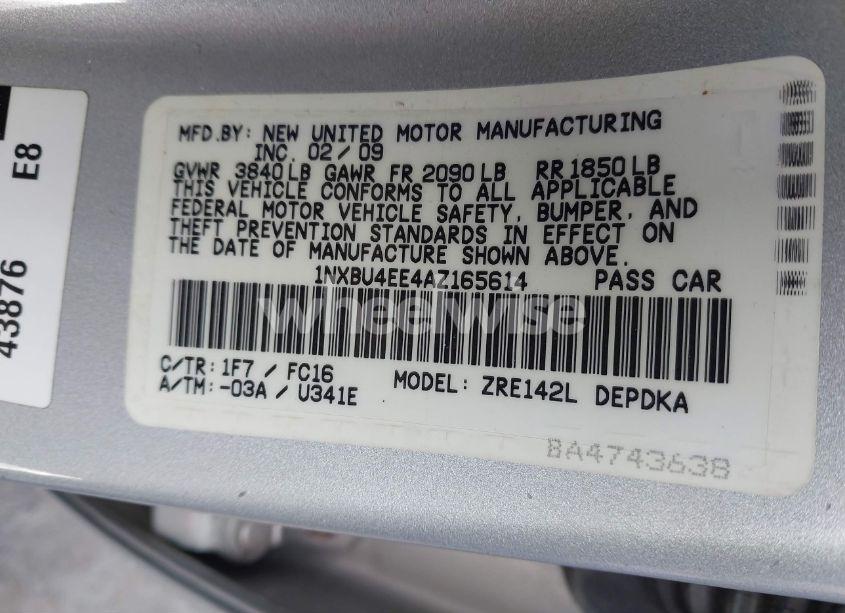 43876 E8
MFD.BY: NEW UNITED MOTOR MANUFACTURING
INC. 02/09
GVWR 3840LB GAWR FR 2090LB RR1850LB
THIS VEHICLE CONFORMS TO ALL APPLICABLE
FEDERAL MOTOR VEHICLE SAFETY, BUMPER, AND
THEFT PREVENTION STANDARDS IN EFFECT ON
THE DATE OF MANUFACTURE SHOWN ABOVE.
1NXBU4EE4AZ165614 PASS CAR
wheelwise
C/TR: 1F7 / FC16
A/TM: -03A / U341E
MODEL: ZRE142L DEPDKA
BA4743638